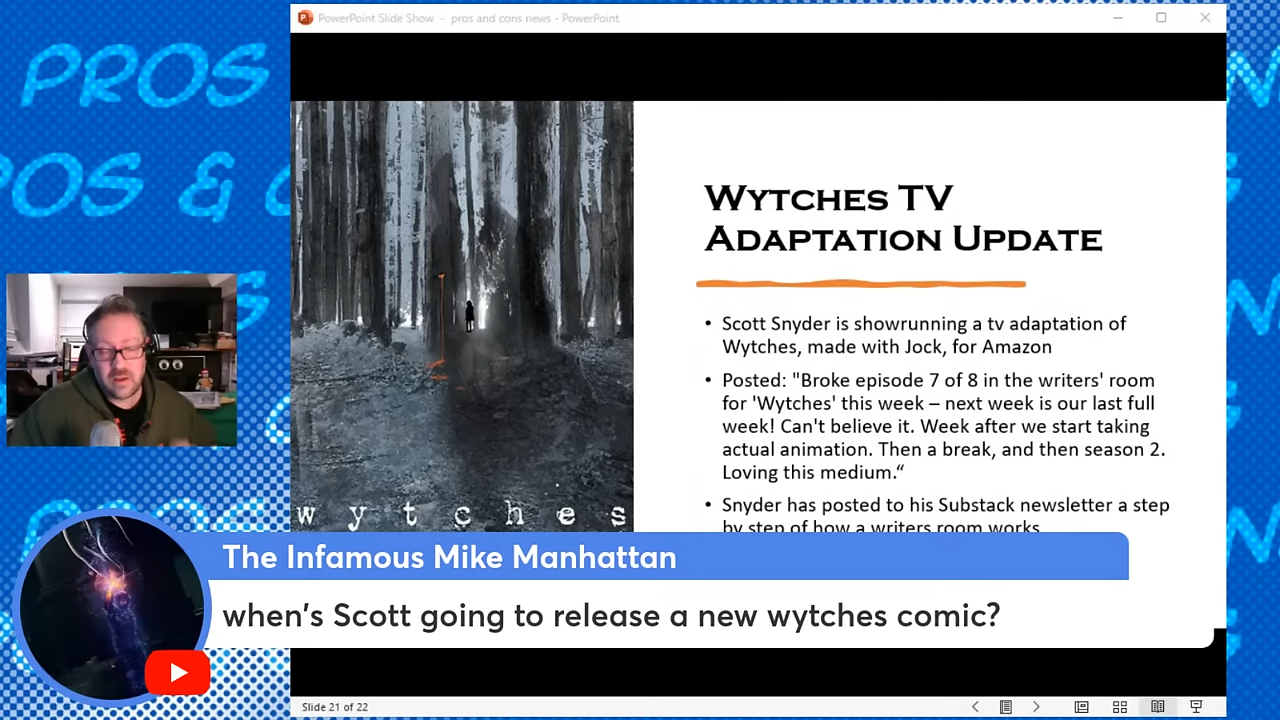 PowerPoint Slide Show - pros and cons news - PowerPoint
PROS
POS & C
Wytches TV
Adaptation Update
• Scott Snyder is showrunning a tv adaptation of
Wytches, made with Jock, for Amazon
• Posted: "Broke episode 7 of 8 in the writers' room
for 'Wytches' this week – next week is our last full
week! Can't believe it. Week after we start taking
actual animation. Then a break, and then season 2.
Loving this medium.“
• Snyder has posted to his Substack newsletter a step
by step of how a writers room works
wytches
The Infamous Mike Manhattan
when's Scott going to release a new wytches comic?
Slide 21 of 22